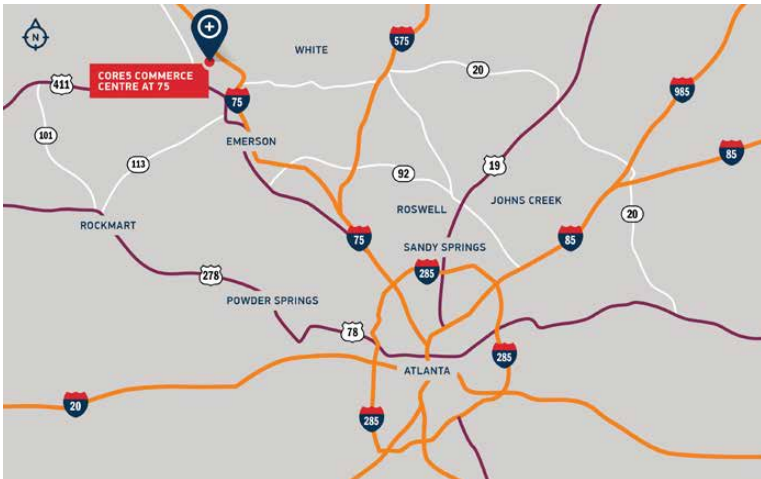 N
WHITE
575
20
CORE5 COMMERCE
CENTRE AT 75
411
75
985
101
EMERSON
113
92
19
85
ROSWELL
JOHNS CREEK
20
ROCKMART
75
SANDY SPRINGS
85
285
278
POWDER SPRINGS
78
285
ATLANTA
20
285